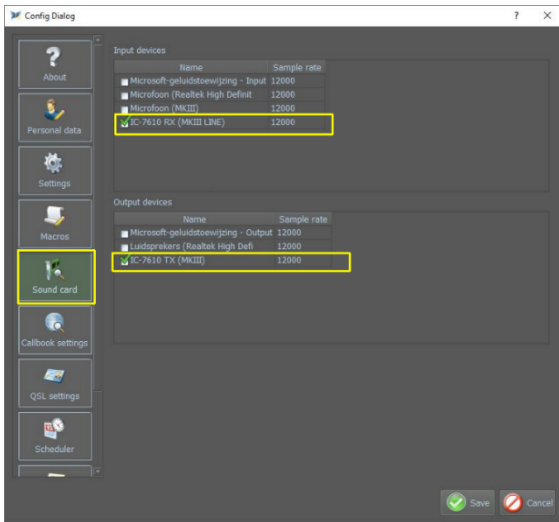 Config Dialog
?
About
Personal data
Settings
Macros
Sound card
Callbook settings
QSL settings
Scheduler
Input devices
Name Sample rate
Microsoft-geluidstoewijzing - Input 12000
Microfoon (Realtek High Definit 12000
Microfoon (MKIII) 12000
IC-7610 RX (MKIII LINE) 12000
Output devices
Name Sample rate
Microsoft-geluidstoewijzing - Output 12000
Luidsprekers (Realtek High Defi 12000
IC-7610 TX (MKIII) 12000
Save Cancel